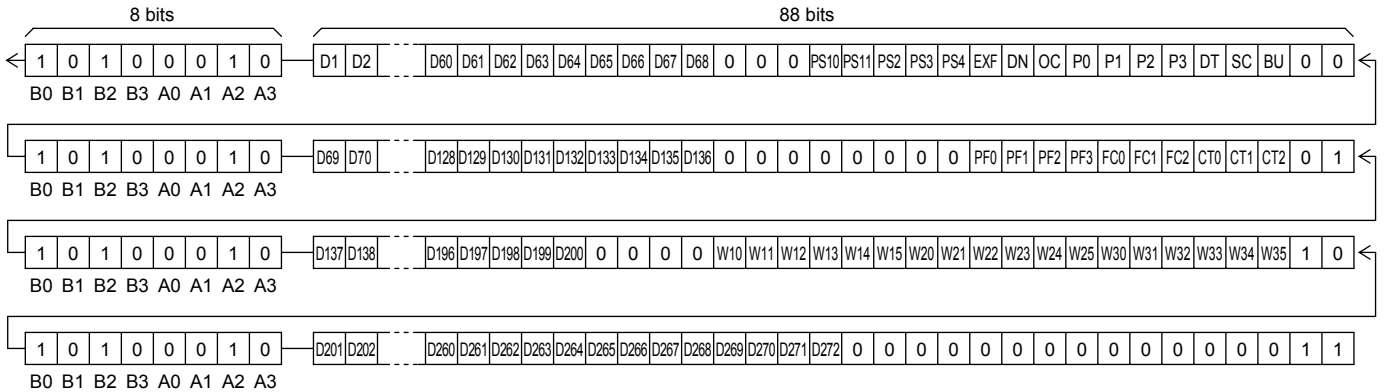 8 bits 88 bits
1 0 1 0 0 0 1 0 D1 D2 D60 D61 D62 D63 D64 D65 D66 D67 D68 0 0 0 PS10 PS11 PS2 PS3 PS4 EXF DN OC P0 P1 P2 P3 DT SC BU 0 0
B0 B1 B2 B3 A0 A1 A2 A3
1 0 1 0 0 0 1 0 D69 D70 D128 D129 D130 D131 D132 D133 D134 D135 D136 0 0 0 0 0 0 0 0 PF0 PF1 PF2 PF3 FC0 FC1 FC2 CT0 CT1 CT2 0 1
B0 B1 B2 B3 A0 A1 A2 A3
1 0 1 0 0 0 1 0 D137 D138 D196 D197 D198 D199 D200 0 0 0 0 W10 W11 W12 W13 W14 W15 W20 W21 W22 W23 W24 W25 W30 W31 W32 W33 W34 W35 1 0
B0 B1 B2 B3 A0 A1 A2 A3
1 0 1 0 0 0 1 0 D201 D202 D260 D261 D262 D263 D264 D265 D266 D267 D268 D269 D270 D271 D272 0 0 0 0 0 0 0 0 0 0 0 0 0 0 1 1
B0 B1 B2 B3 A0 A1 A2 A3